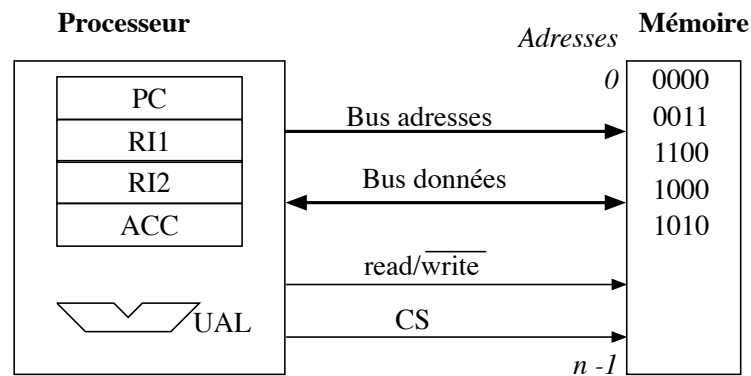 Processeur
Adresses
Mémoire
0
0000
0011
1100
1000
1010
n -1
PC
RI1
RI2
ACC
UAL
Bus adresses
Bus données
read/write
CS